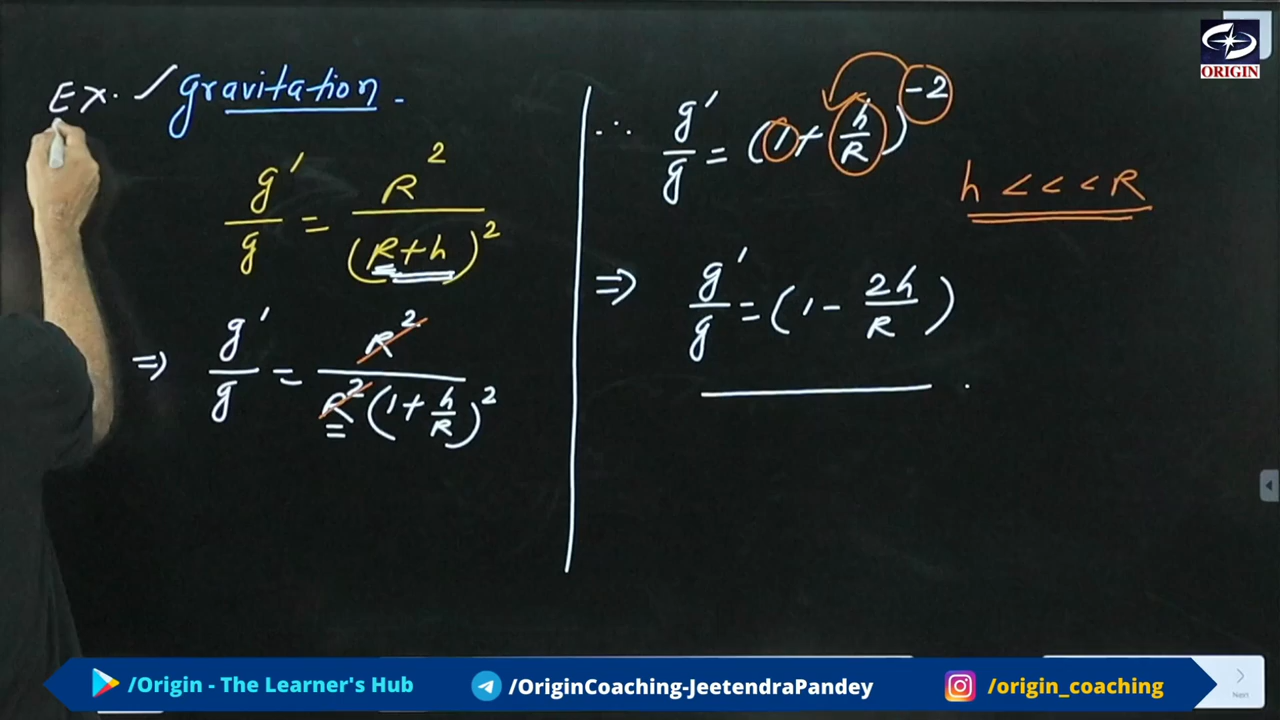 Ex. ✓ gravitation.
g'/g = R²/(R+h)²
⇒ g'/g = R²/R²(1+h/R)²
∴ g'/g = (1+h/R)⁻²
h <<< R
⇒ g'/g = (1 - 2h/R)
ORIGIN
/Origin - The Learner's Hub
/OriginCoaching-JeetendraPandey
/origin_coaching
Next